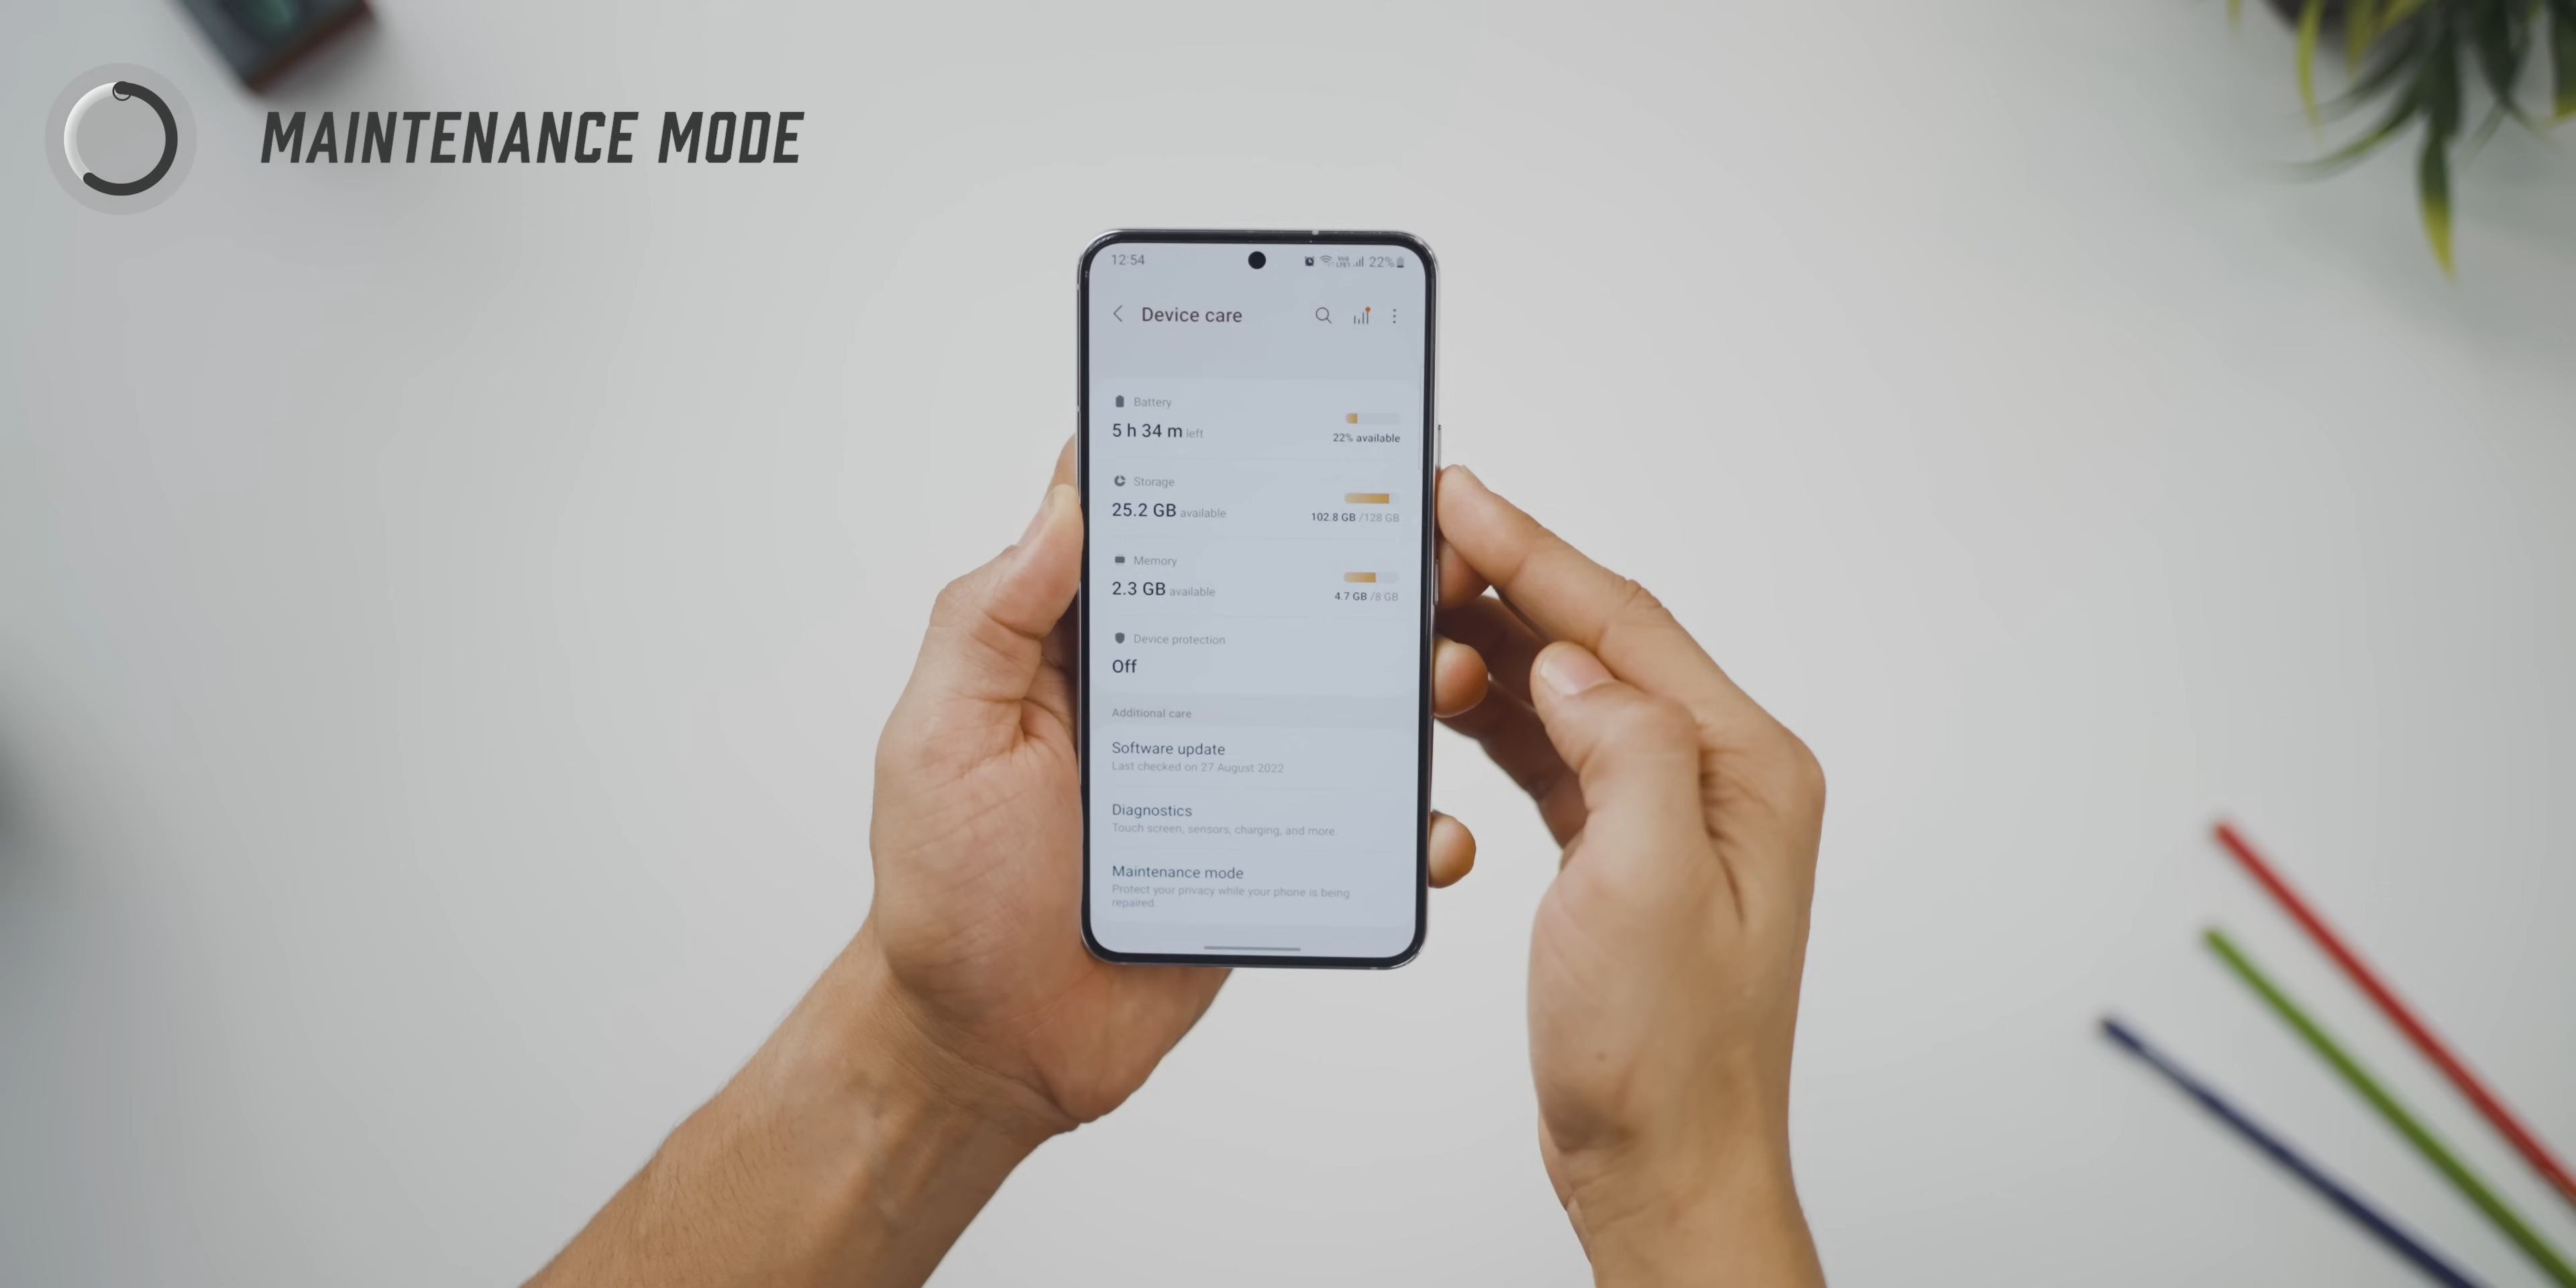 MAINTENANCE MODE
12:54
Vo)) LTE1 22%
Device care
Battery
5 h 34 m left
22% available
Storage
25.2 GB available
102.8 GB /128 GB
Memory
2.3 GB available
4.7 GB /8 GB
Device protection
Off
Additional care
Software update
Last checked on 27 August 2022
Diagnostics
Touch screen, sensors, charging, and more
Maintenance mode
Protect your privacy while your phone is being
repaired